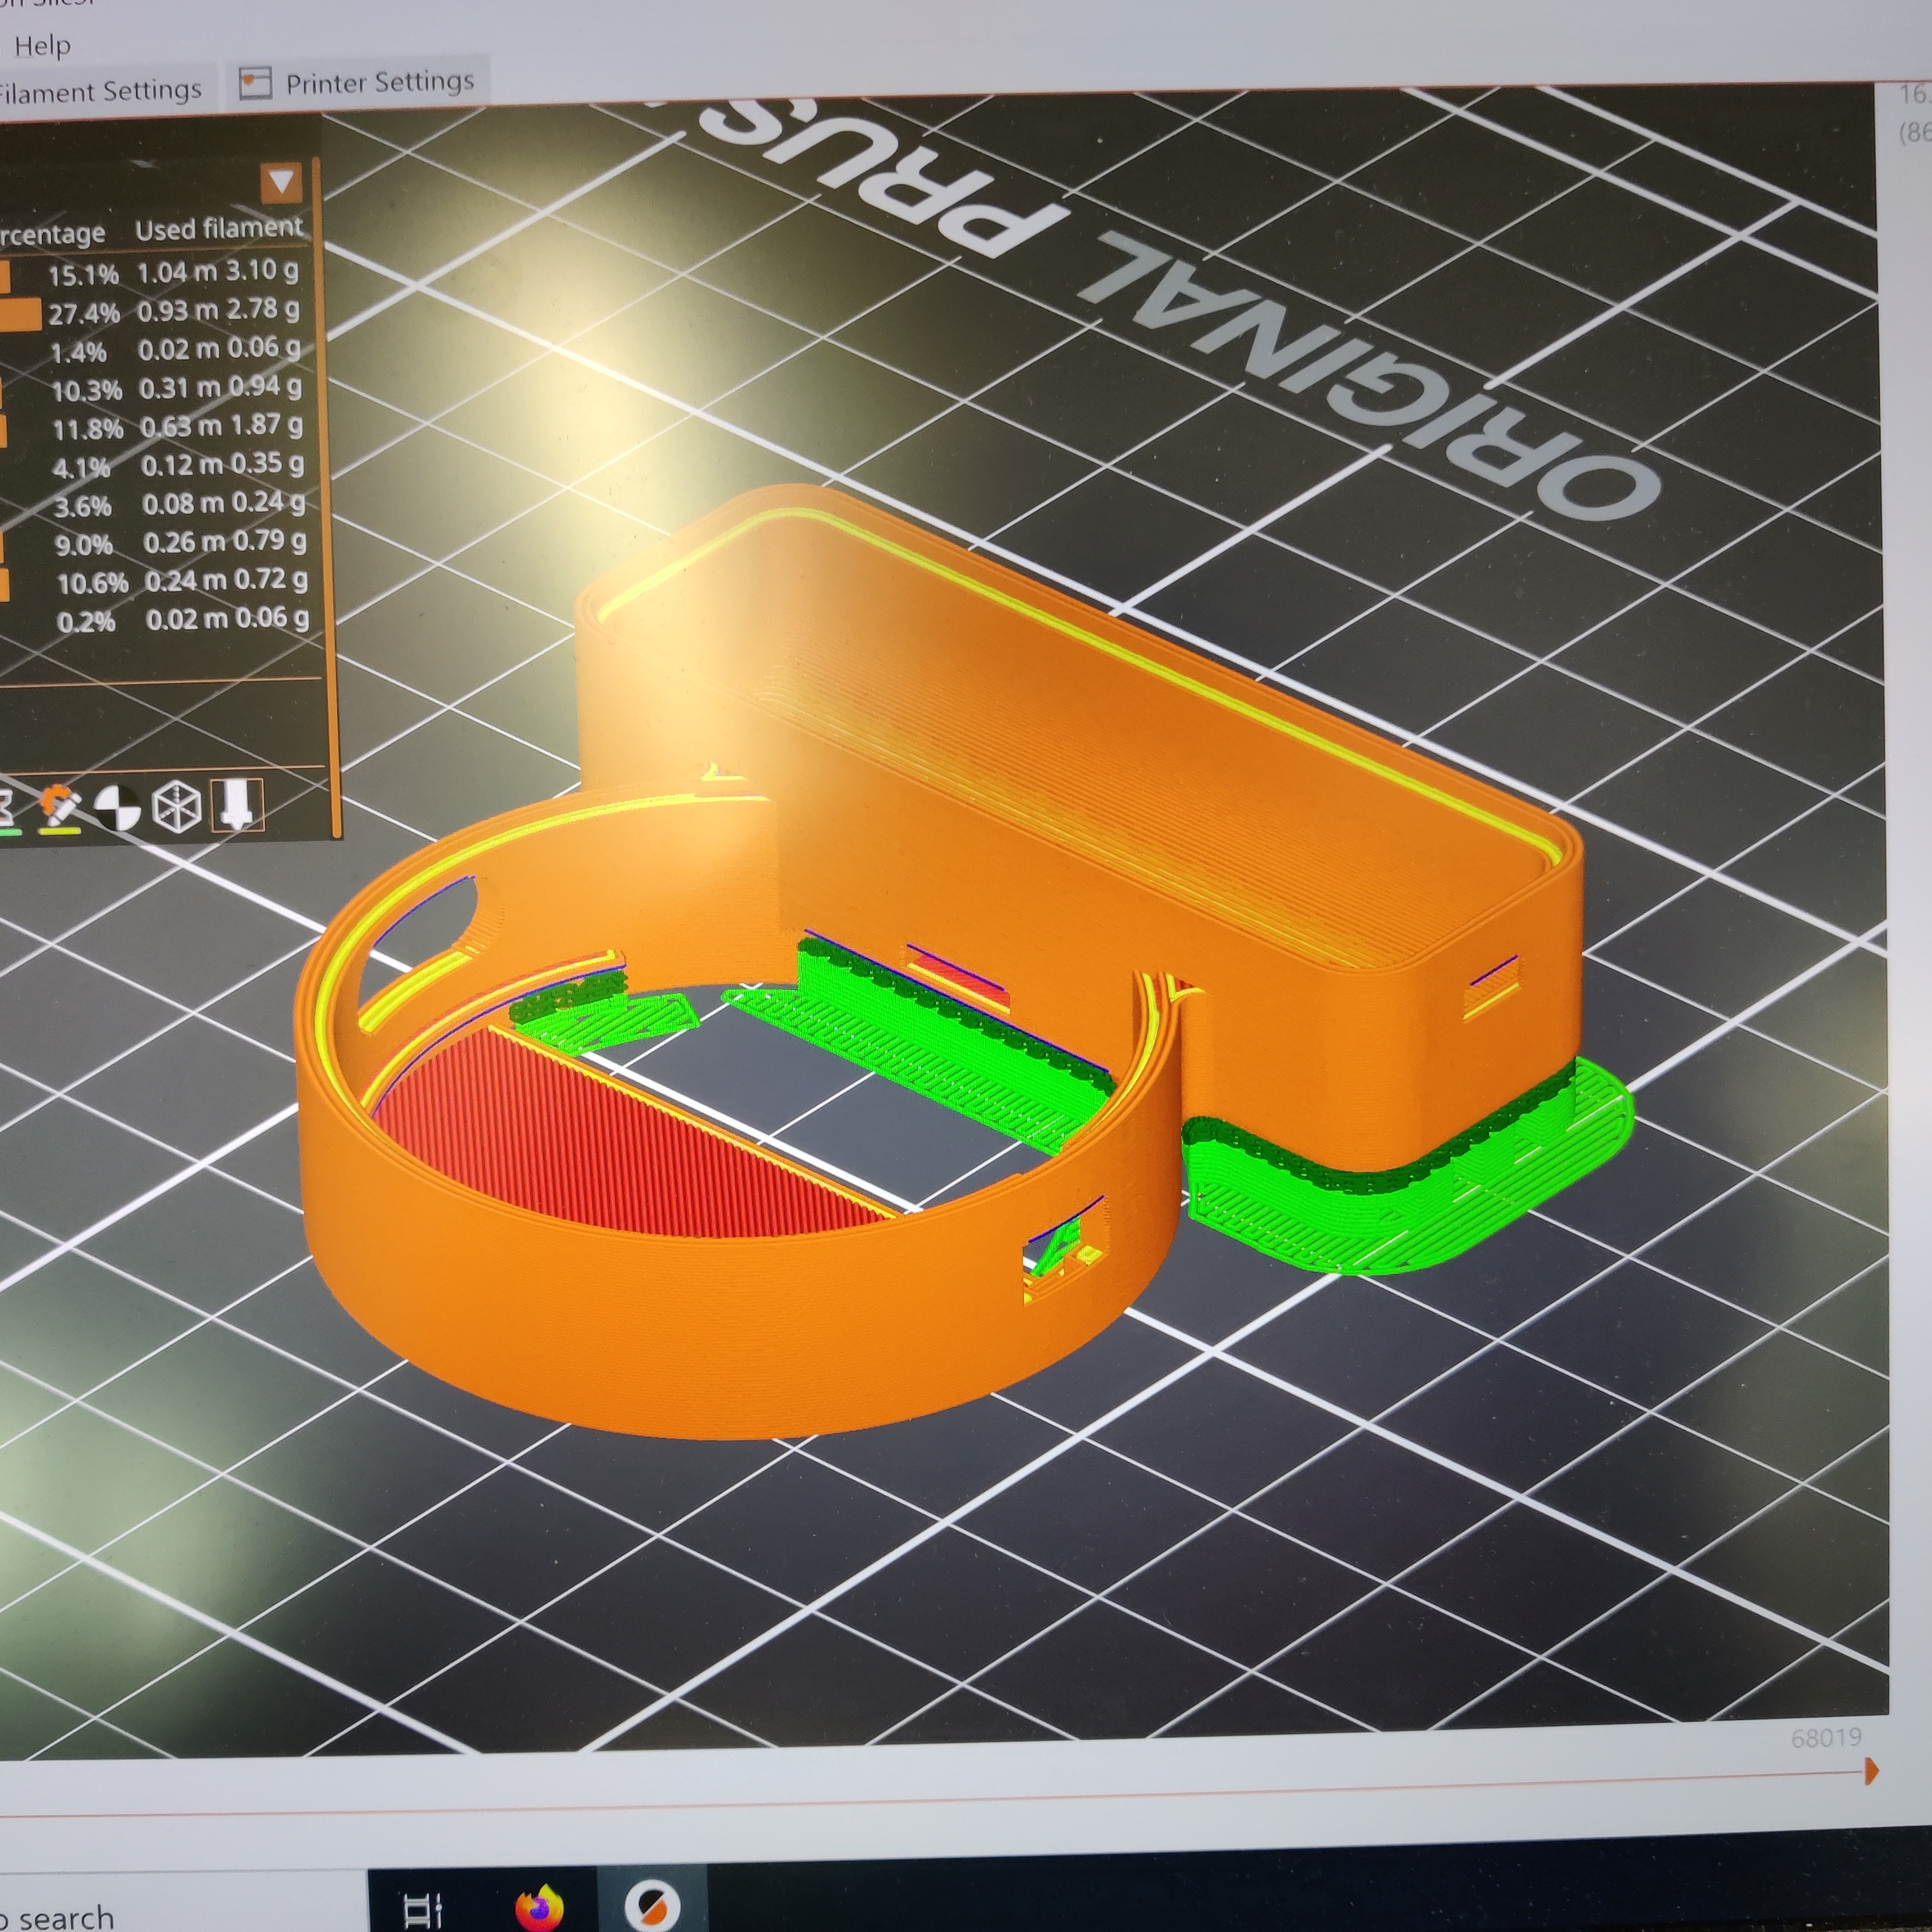 Help
Filament Settings
Printer Settings
16.
(86
rcentage Used filament
15.1% 1.04 m 3.10 g
27.4% 0.93 m 2.78 g
1.4% 0.02 m 0.06 g
10.3% 0.31 m 0.94 g
11.8% 0.63 m 1.87 g
4.1% 0.12 m 0.35 g
3.6% 0.08 m 0.24 g
9.0% 0.26 m 0.79 g
10.6% 0.24 m 0.72 g
0.2% 0.02 m 0.06 g
ORIGINAL PRUS
68019
search